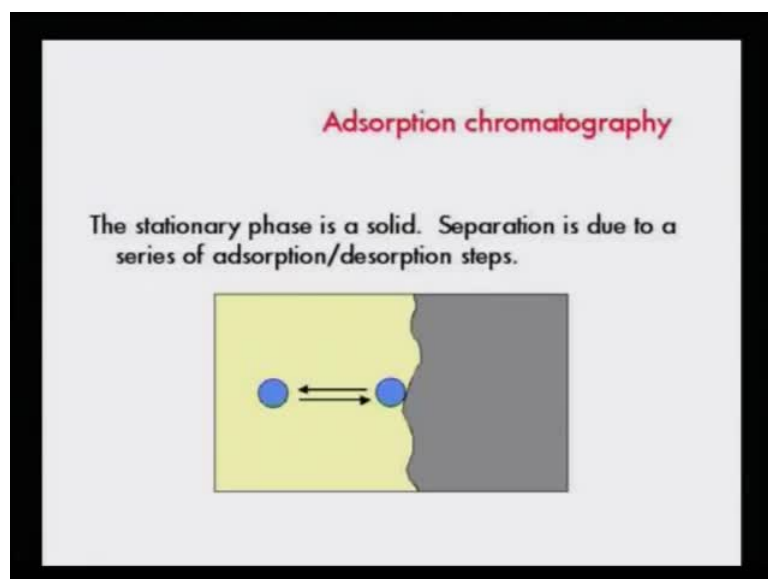 Adsorption chromatography
The stationary phase is a solid. Separation is due to a
series of adsorption/desorption steps.